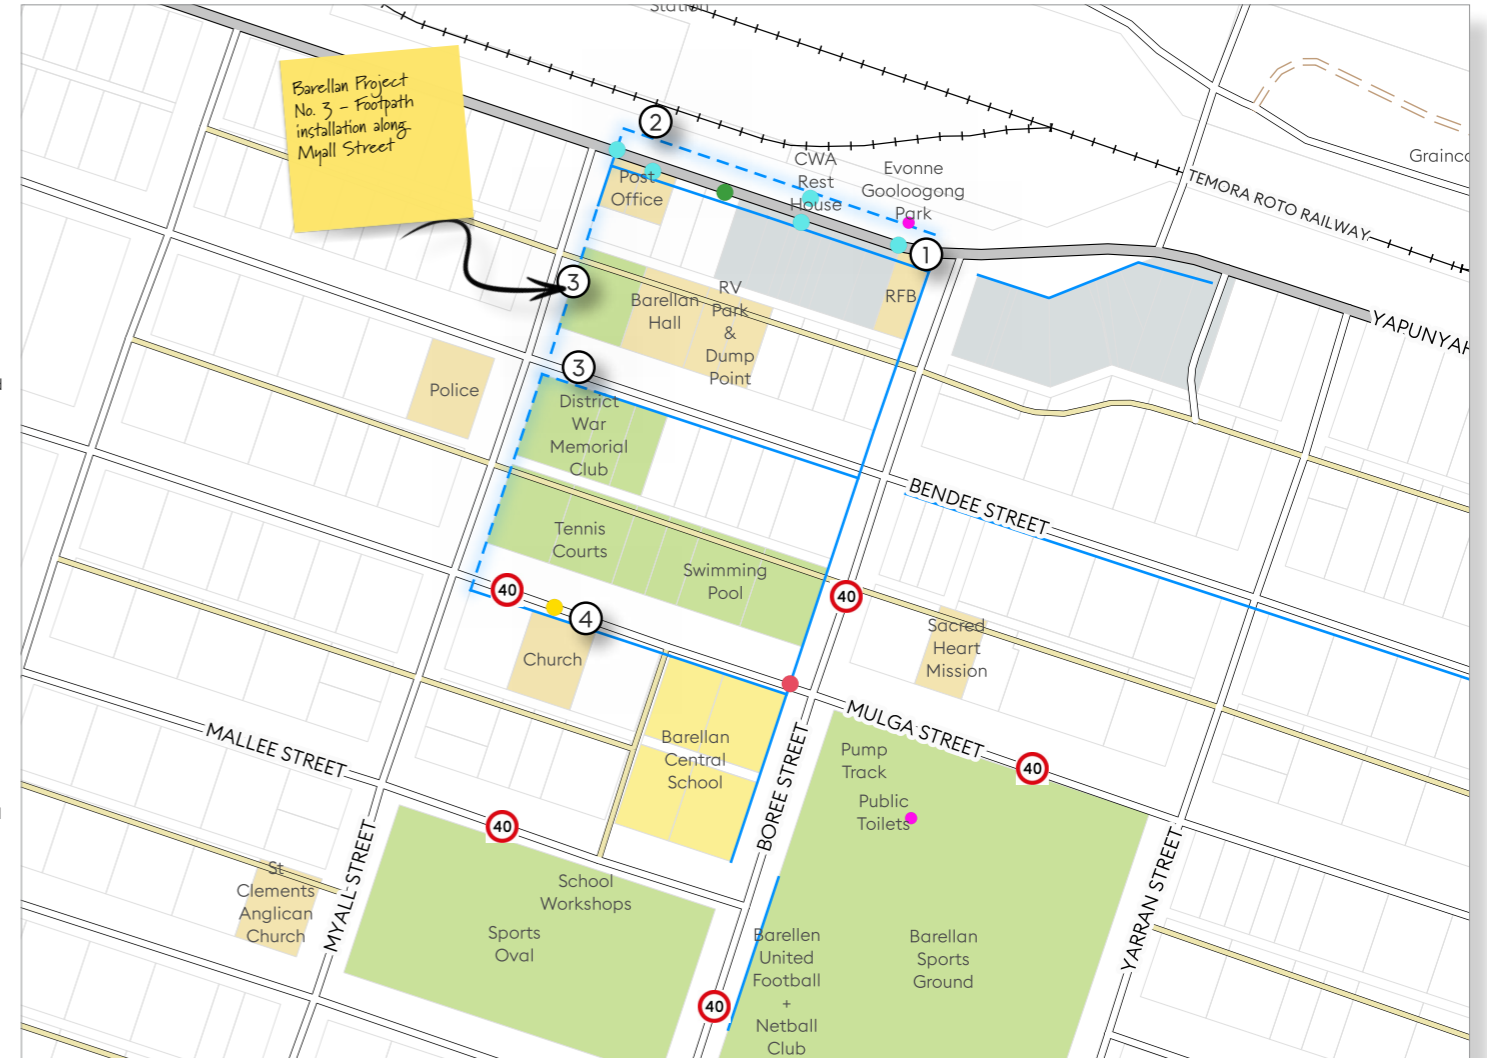 Station
Barellan Project
No. 3 – Footpath
installation along
Myall Street
2
CWA
Rest
House
Evonne
Gooloogong
Park
Grainco
TEMORA ROTO RAILWAY
Post
Office
1
3
Barellan
Hall
RV
Park
&
Dump
Point
RFB
YAPUNYAH
3
Police
District
War
Memorial
Club
BENDEE STREET
Tennis
Courts
Swimming
Pool
40
40
4
Church
Sacred
Heart
Mission
MALLEE STREET
MULGA STREET
Barellan
Central
School
Pump
Track
40
Public
Toilets
BOREE STREET
40
MYALL STREET
St
Clements
Anglican
Church
School
Workshops
Sports
Oval
YARRAN STREET
Barellen
United
Football
+
Netball
Club
Barellan
Sports
Ground
40